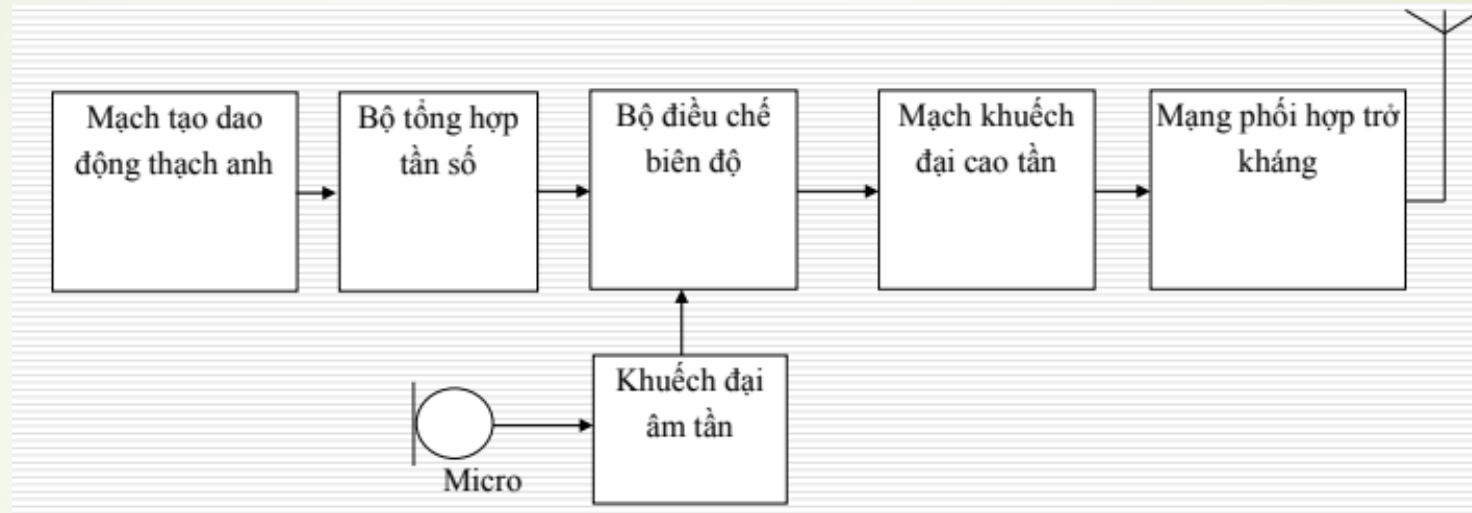 Mạch tạo dao
động thạch anh
Bộ tổng hợp
tần số
Bộ điều chế
biên độ
Mạch khuếch
đại cao tần
Mạng phối hợp trở
kháng
Khuếch đại
âm tần
Micro